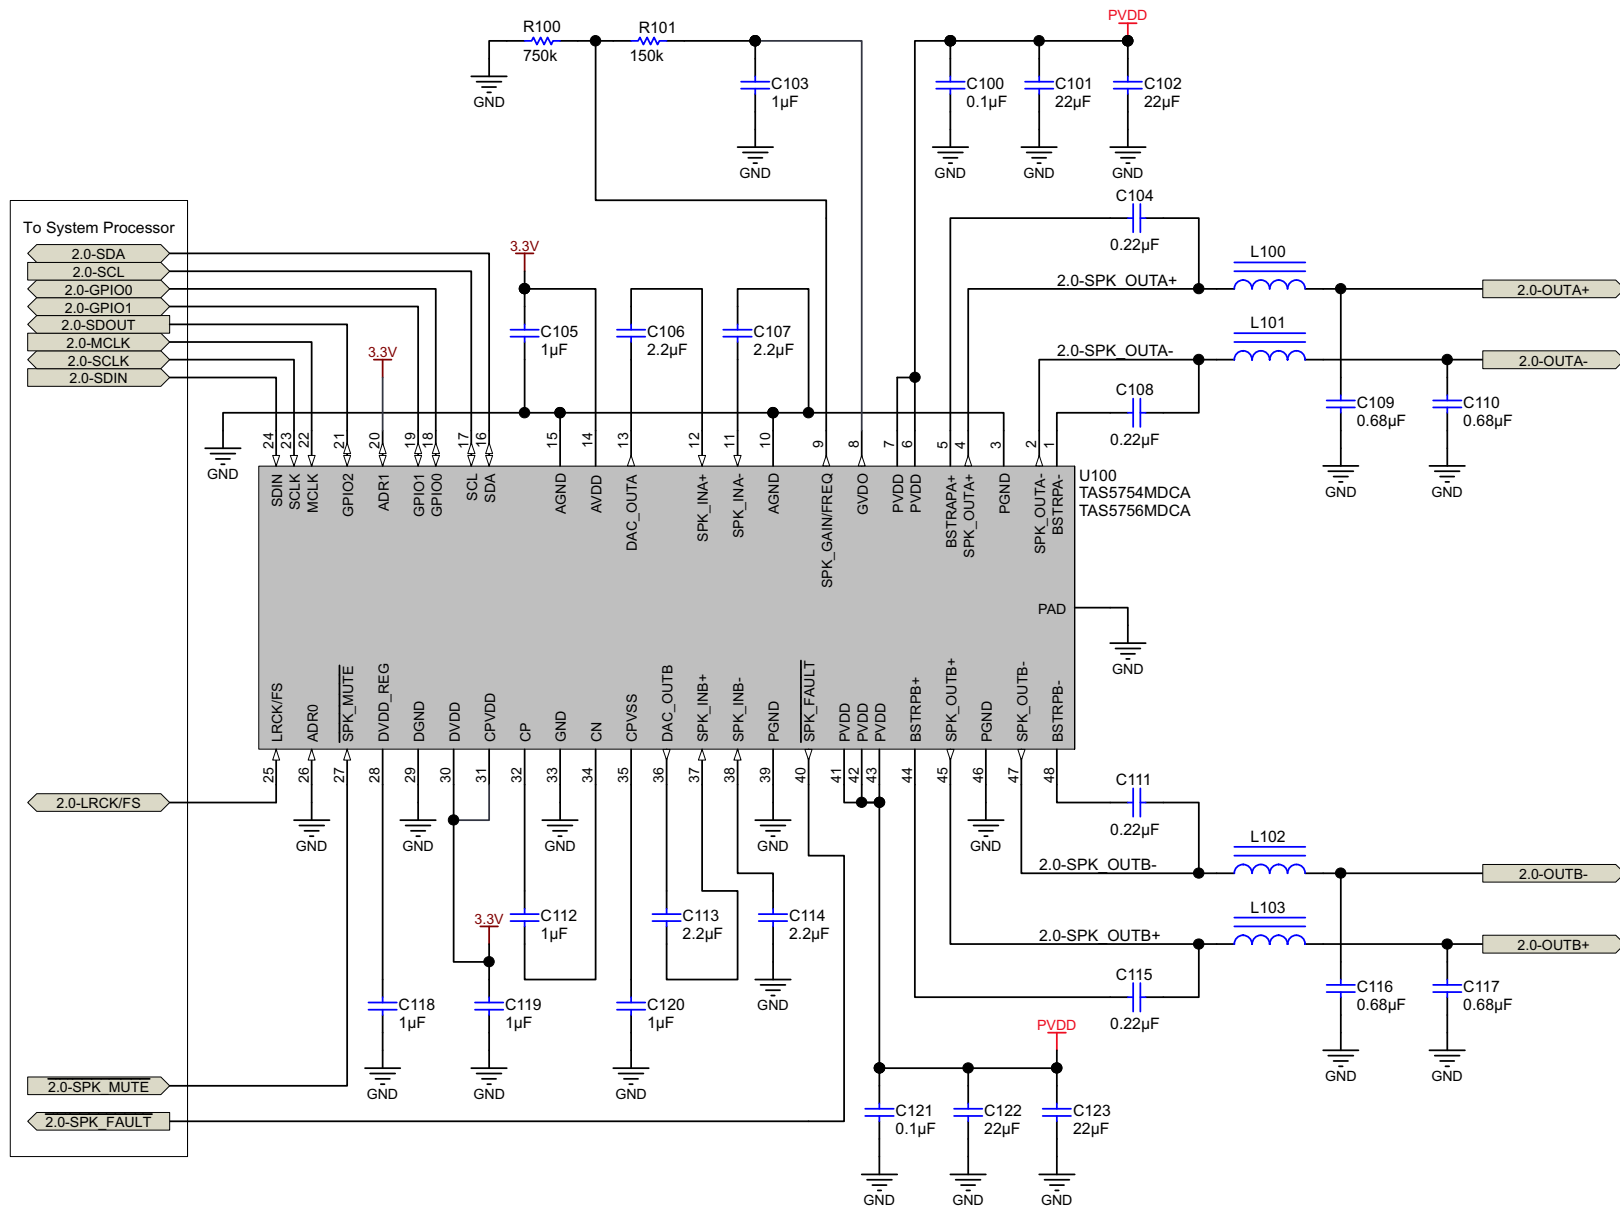 PVDD
R100
750k
R101
150k
GND
C103
1µF
GND
C100
0.1µF
C101
22µF
C102
22µF
GND
GND
GND
To System Processor
2.0-SDA
2.0-SCL
2.0-GPIO0
2.0-GPIO1
2.0-SDOUT
2.0-MCLK
2.0-SCLK
2.0-SDIN
3.3V
3.3V
C105
1µF
C106
2.2µF
C107
2.2µF
C104
0.22µF
2.0-SPK_OUTA+
L100
2.0-OUTA+
2.0-SPK_OUTA-
L101
2.0-OUTA-
C108
0.22µF
C109
0.68µF
C110
0.68µF
GND
GND
GND
24
23
22
21
20
19
18
17
16
15
14
13
12
11
10
9
8
7
6
5
4
3
2
1
SDIN
SCLK
MCLK
GPIO2
ADR1
GPIO1
GPIO0
SCL
SDA
AGND
AVDD
DAC_OUTA
SPK_INA+
SPK_INA-
AGND
SPK_GAIN/FREQ
GVDO
PVDD
PVDD
BSTRAPA+
SPK_OUTA+
PGND
SPK_OUTA-
BSTRPA-
U100
TAS5754MDCA
TAS5756MDCA
PAD
GND
LRCK/FS
ADR0
SPK_MUTE
DVDD_REG
DGND
DVDD
CPVDD
CP
GND
CN
CPVSS
DAC_OUTB
SPK_INB+
SPK_INB-
PGND
SPK_FAULT
PVDD
PVDD
PVDD
BSTRPB+
SPK_OUTB+
PGND
SPK_OUTB-
BSTRPB-
25
26
27
28
29
30
31
32
33
34
35
36
37
38
39
40
41
42
43
44
45
46
47
48
2.0-LRCK/FS
GND
GND
GND
GND
GND
C111
0.22µF
2.0-SPK_OUTB-
L102
2.0-OUTB-
3.3V
C112
1µF
C113
2.2µF
C114
2.2µF
GND
2.0-SPK_OUTB+
L103
2.0-OUTB+
C115
0.22µF
C116
0.68µF
C117
0.68µF
GND
GND
C118
1µF
C119
1µF
C120
1µF
GND
GND
GND
PVDD
2.0-SPK_MUTE
2.0-SPK_FAULT
C121
0.1µF
C122
22µF
C123
22µF
GND
GND
GND